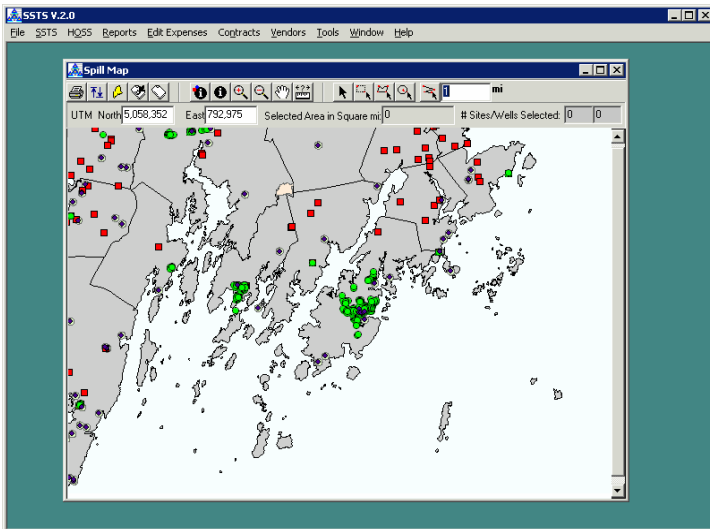 SSTS V.2.0
File SSTS HOSS Reports Edit Expenses Contracts Vendors Tools Window Help
Spill Map
1 mi
UTM North 5,058,352 East 792,975 Selected Area in Square mi: 0 # Sites/Wells Selected: 0 0